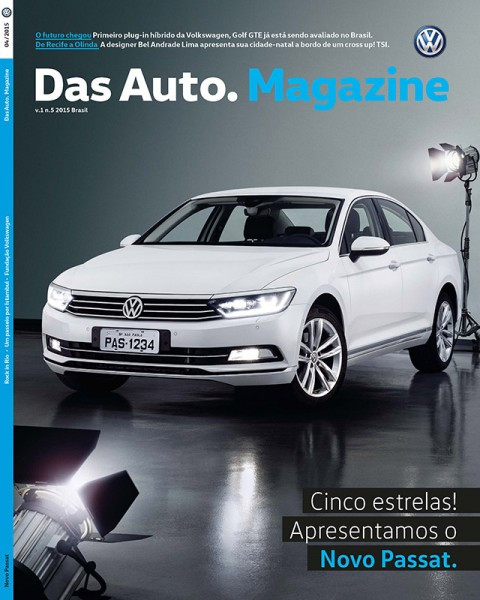 O futuro chegou Primeiro plug-in híbrido da Volkswagen, Golf GTE já está sendo avaliado no Brasil.
De Recife a Olinda A designer Bel Andrade Lima apresenta sua cidade-natal a bordo de um cross up! TSI.
Das Auto. Magazine
v.1 n.5 2015 Brasil
04/2015
Das Auto. Magazine
Rock in Rio • Um passeio por Istambul • Fundação Volkswagen
Novo Passat
PAS-1234
Cinco estrelas!
Apresentamos o
Novo Passat.